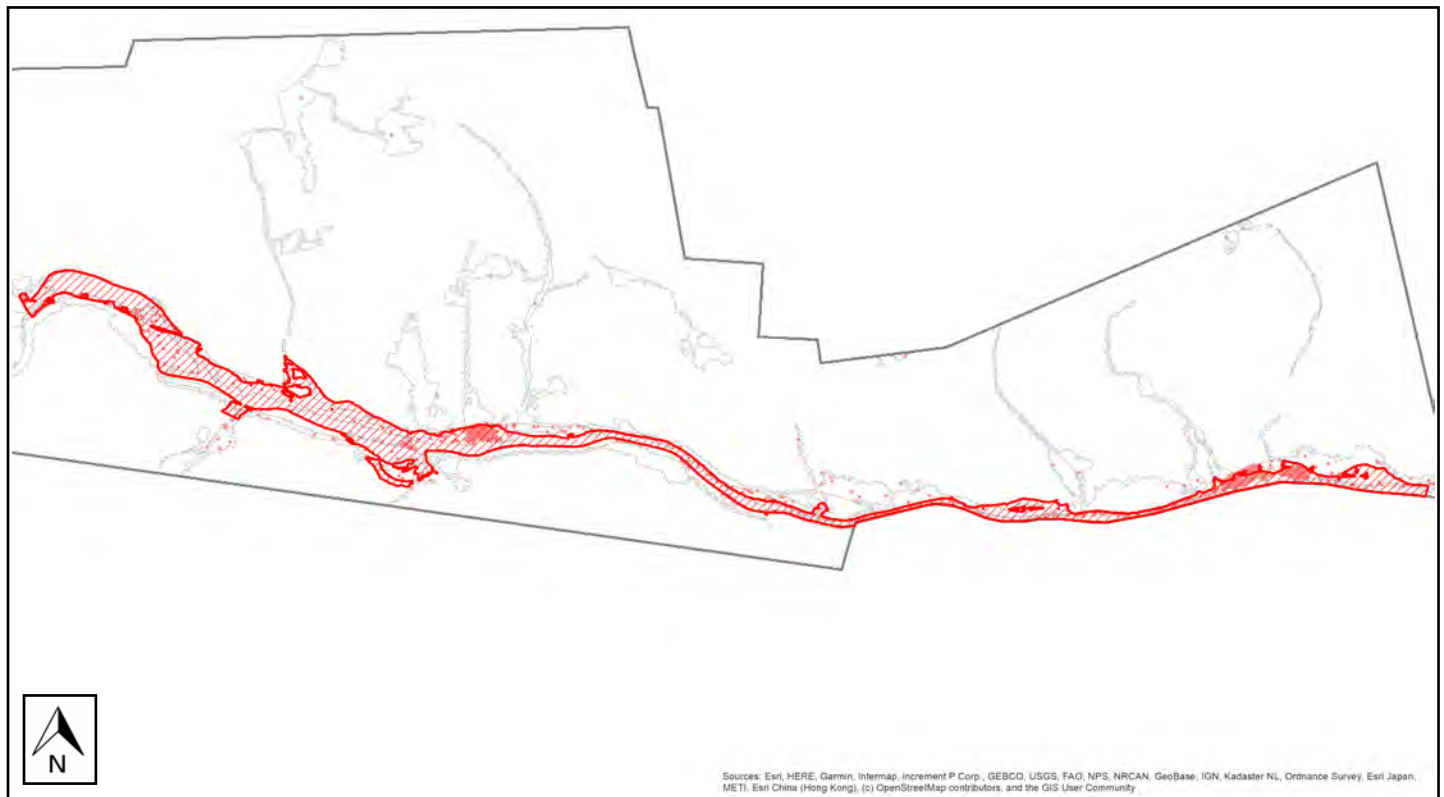 N
Sources: Esri, HERE, Garmin, Intermap, increment P Corp., GEBCO, USGS, FAO, NPS, NRCAN, GeoBase, IGN, Kadaster NL, Ordnance Survey, Esri Japan,
METI, Esri China (Hong Kong), (c) OpenStreetMap contributors, and the GIS User Community